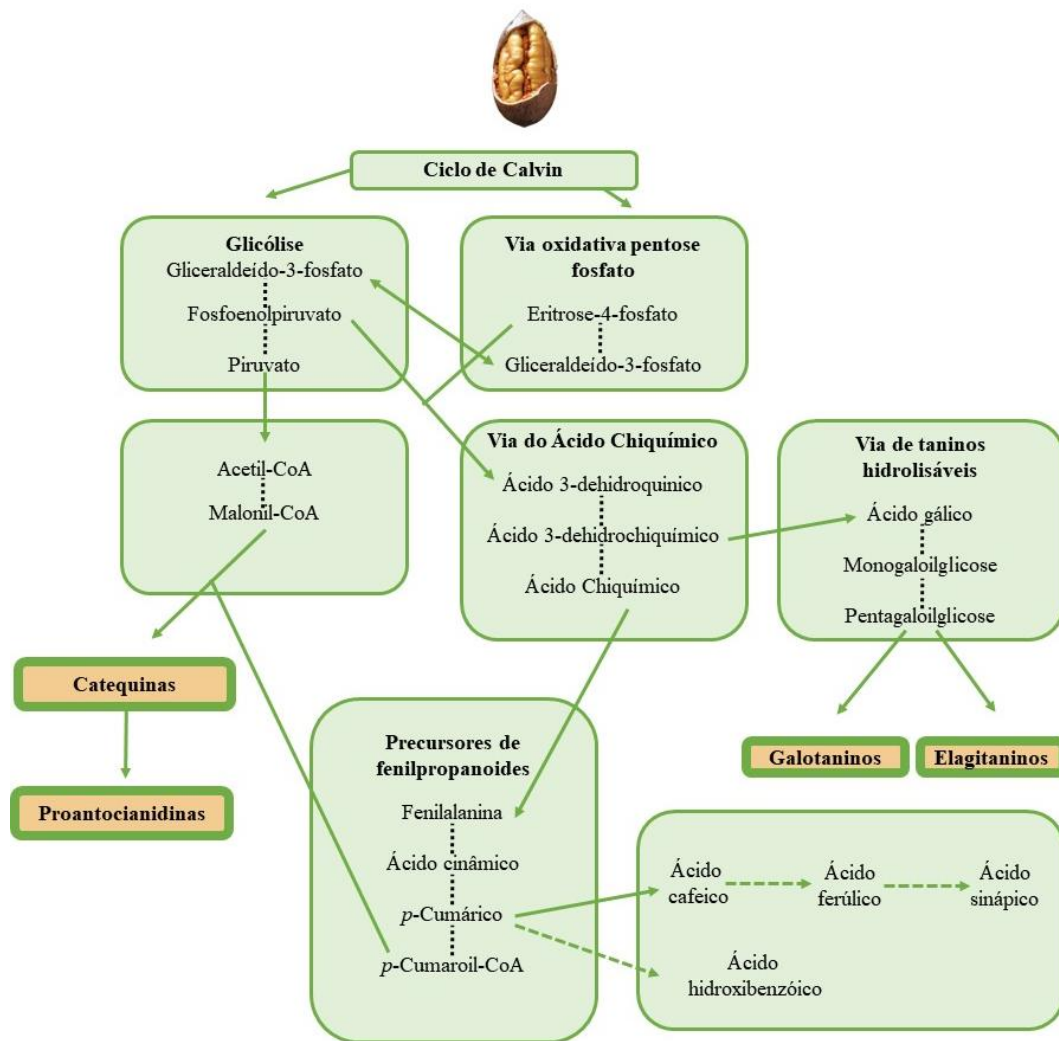 Ciclo de Calvin
Glicólise
Gliceraldeído-3-fosfato
Fosfoenolpiruvato
Piruvato
Via oxidativa pentose
fosfato
Eritrose-4-fosfato
Gliceraldeído-3-fosfato
Acetil-CoA
Malonil-CoA
Via do Ácido Chiquímico
Ácido 3-dehidroquinico
Ácido 3-dehidrochiquímico
Ácido Chiquímico
Via de taninos
hidrolisáveis
Ácido gálico
Monogaloilglicose
Pentagaloilglicose
Catequinas
Proantocianidinas
Galotaninos
Elagitaninos
Precursores de
fenilpropanoides
Fenilalanina
Ácido cinâmico
p-Cumárico
p-Cumaroil-CoA
Ácido
cafeico
Ácido
ferúlico
Ácido
sinápico
Ácido
hidroxibenzóico